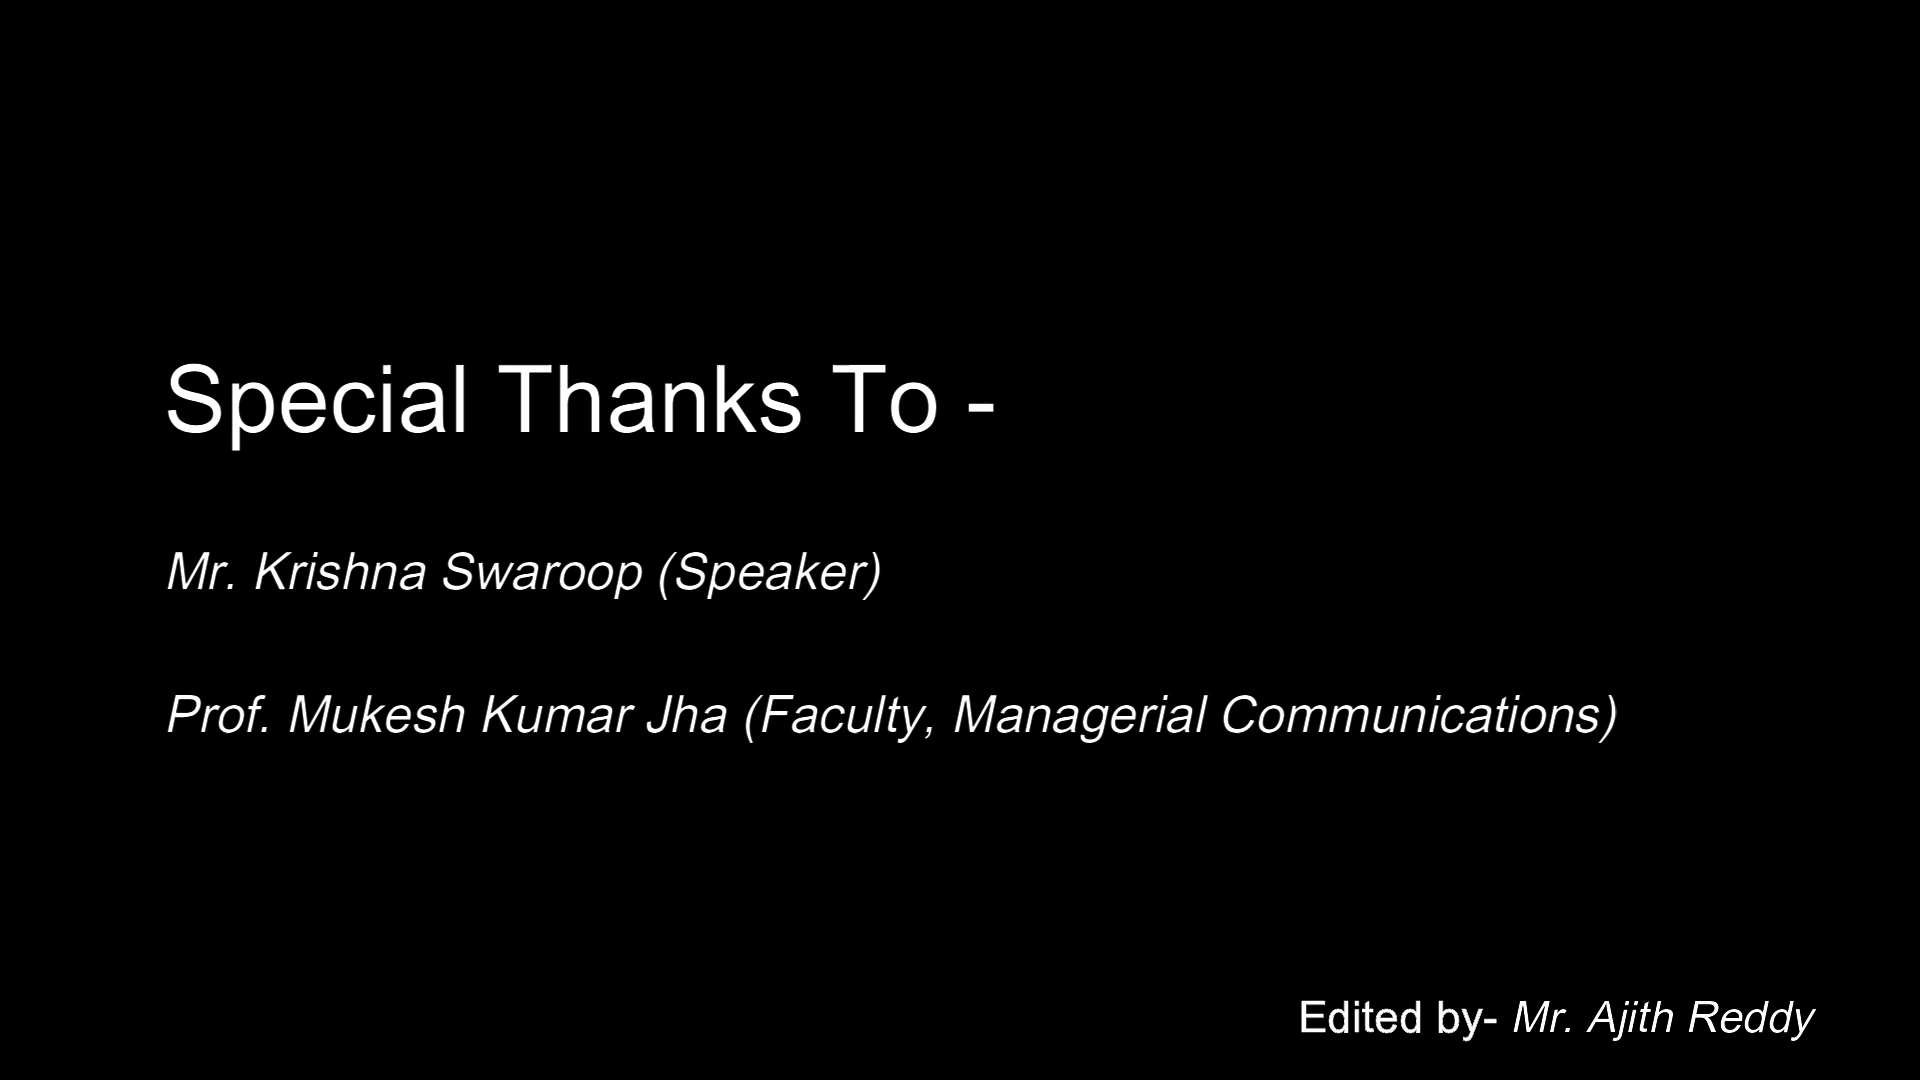 Special Thanks To -
Mr. Krishna Swaroop (Speaker)
Prof. Mukesh Kumar Jha (Faculty, Managerial Communications)
Edited by- Mr. Ajith Reddy